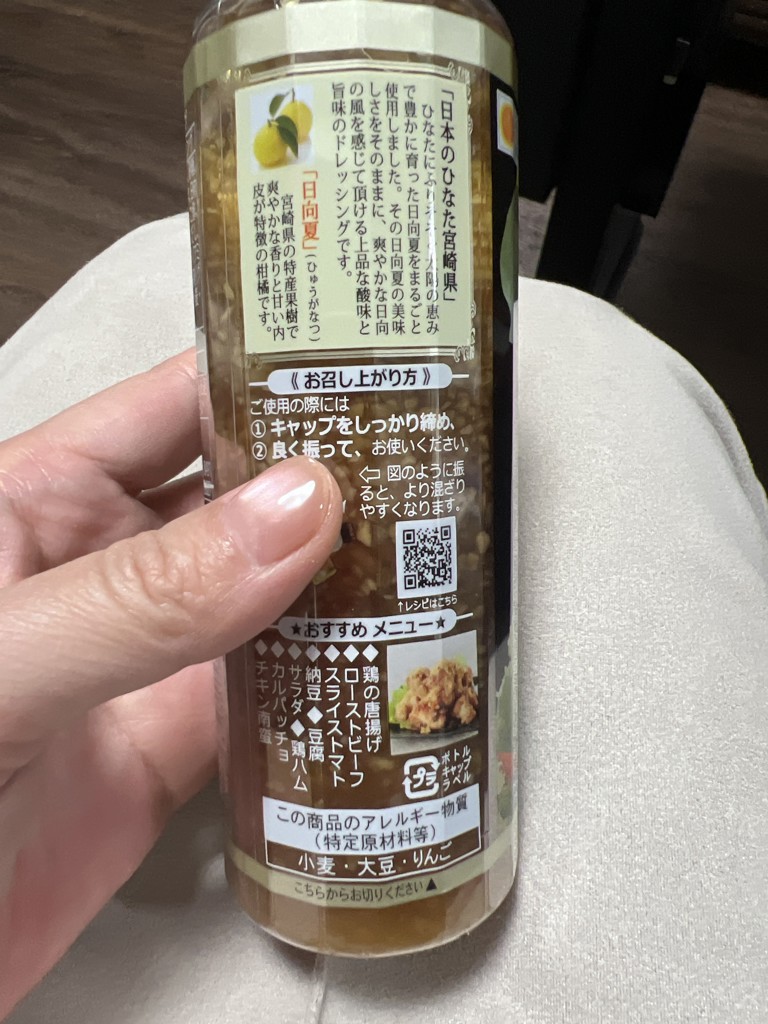 「日本のひなた宮崎県」
ひなたにふりそそぐ太陽の恵み
で豊かに育った日向夏をまるごと
使用しました。その日向夏の美味
しさをそのままに、爽やかな日向
の風を感じて頂ける上品な酸味と
旨味のドレッシングです。
「日向夏」(ひゅうがなつ)
宮崎県の特産果樹で
爽やかな香りと甘い内
皮が特徴の柑橘です。
《お召し上がり方》
ご使用の際には
① キャップをしっかり締め、
② 良く振って、お使いください。
⇦ 図のように振
ると、より混ざり
やすくなります。
↑レシピはこちら
★おすすめ メニュー★
◆鶏の唐揚げ
◆ローストビーフ
◆スライストマト
◆納豆◆豆腐
◆サラダ◆鶏ハム
◆カルパッチョ
◆チキン南蛮
プラ
ボトル
キャップ
ラベル
この商品のアレルギー物質
(特定原材料等)
小麦・大豆・りんご
こちらからお切りください▲